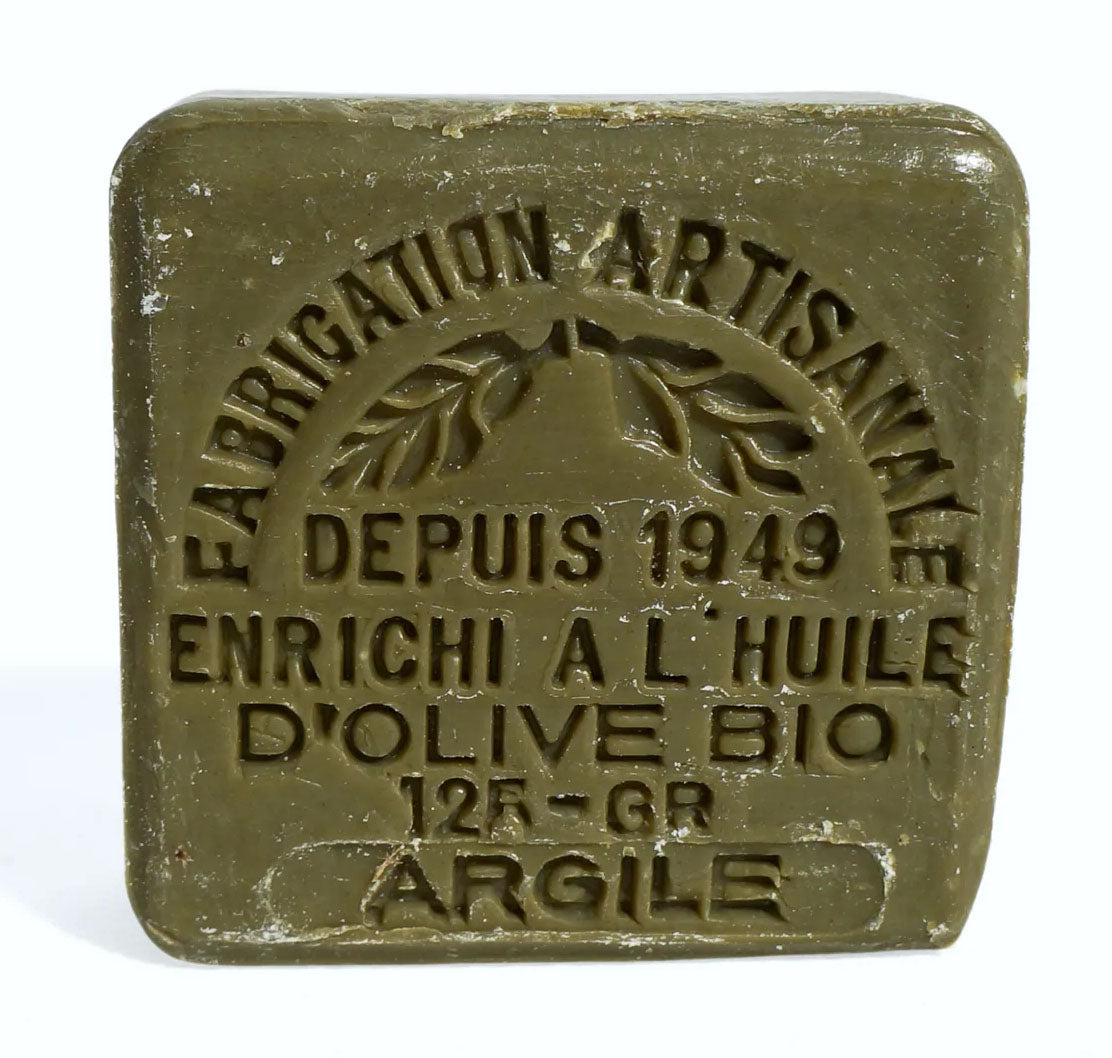 FABRICATION ARTISANALE
DEPUIS 1949
ENRICHI A L'HUILE
D'OLIVE BIO
125-GR
ARGILE